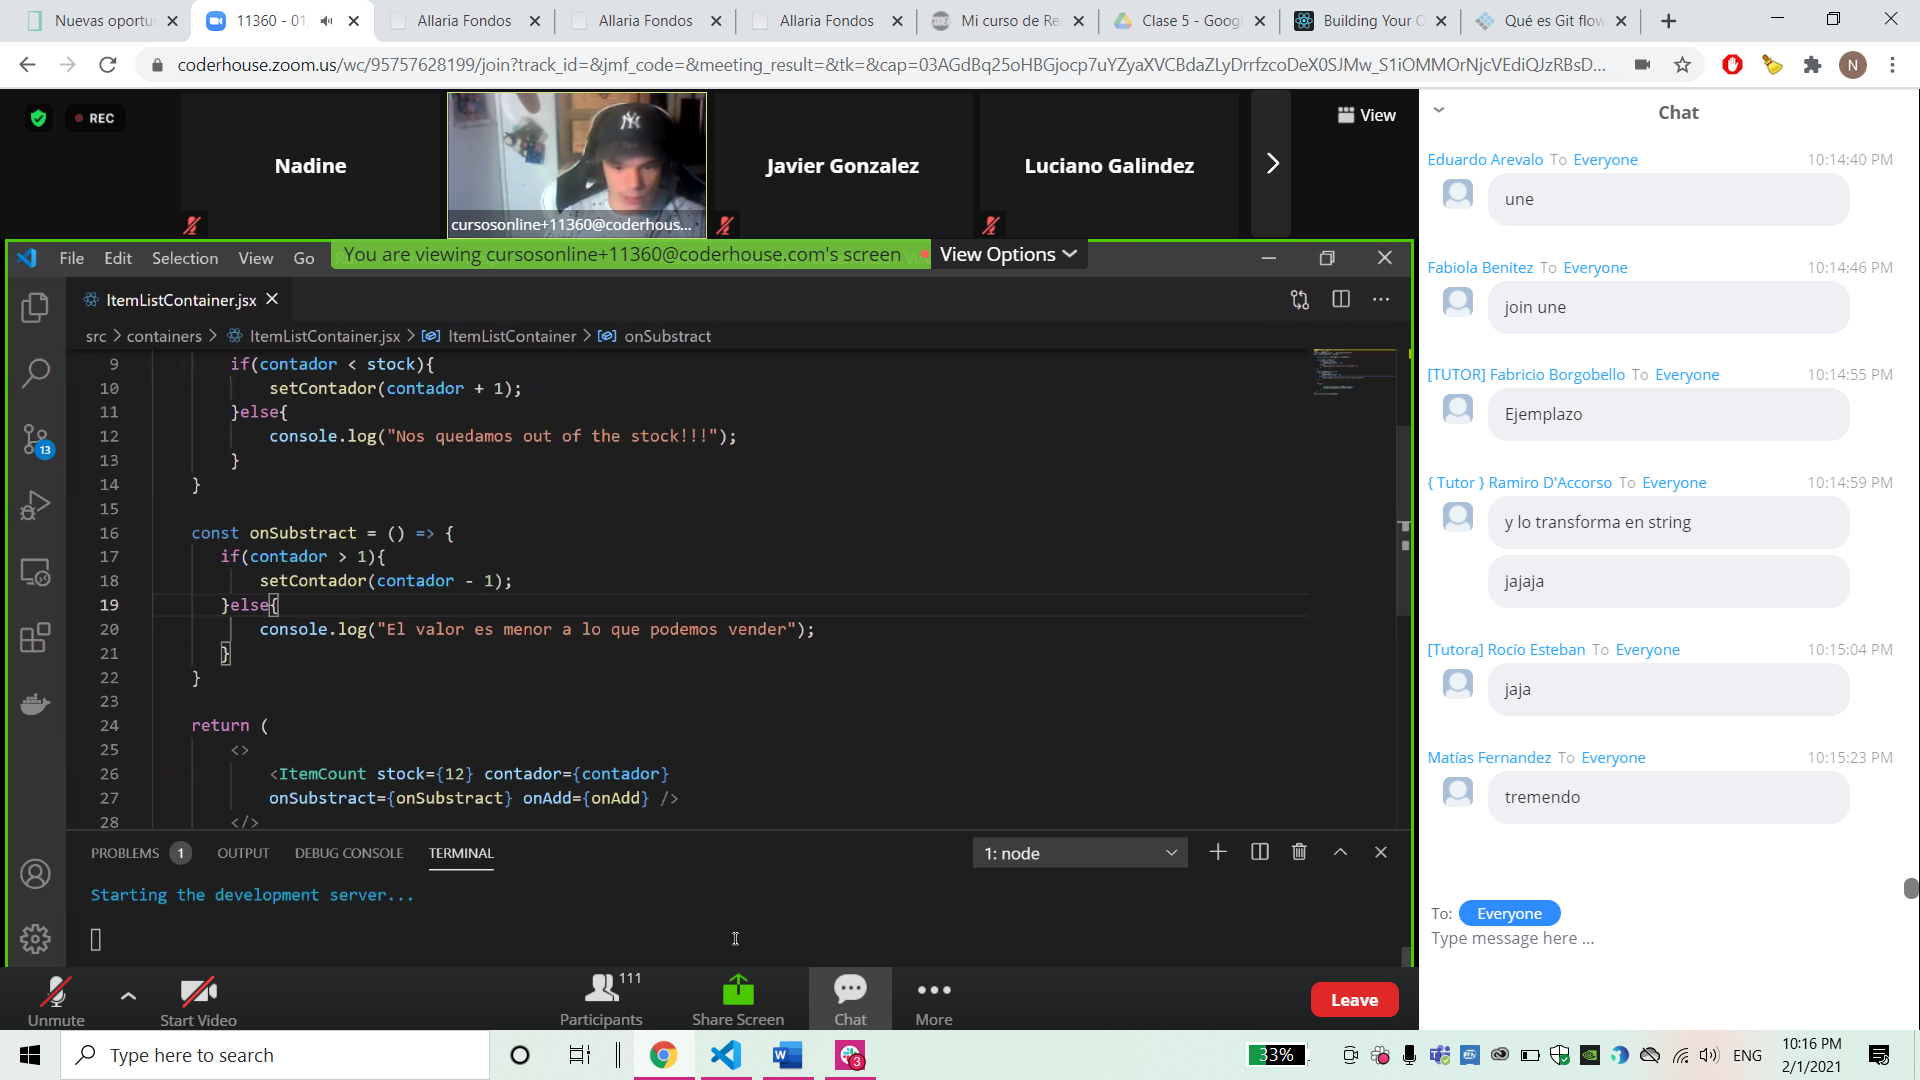 Nuevas oportu
11360 - 01
Allaria Fondos
Allaria Fondos
Allaria Fondos
Mi curso de Re
Clase 5 - Goog
Building Your O
Qué es Git flow
coderhouse.zoom.us/wc/95757628199/join?track_id=&jmf_code=&meeting_result=&tk=&cap=03AGdBq25oHBGjocp7uYZyaXVCBdaZLyDrrfzcoDeX0SJMw_S1iOMMOrNjcVEdiQJzRBsD...
N
REC
Nadine
cursosonline+11360@coderhous...
Javier Gonzalez
Luciano Galindez
View
You are viewing cursosonline+11360@coderhouse.com's screen
View Options
File Edit Selection View Go
ItemListContainer.jsx
src > containers > ItemListContainer.jsx > ItemListContainer > onSubstract
9 if(contador < stock){
10 setContador(contador + 1);
11 }else{
12 console.log("Nos quedamos out of the stock!!!");
13 }
14 }
15
16 const onSubstract = () => {
17 if(contador > 1){
18 setContador(contador - 1);
19 }else{
20 console.log("El valor es menor a lo que podemos vender");
21 }
22 }
23
24 return (
25 <>
26 <ItemCount stock={12} contador={contador}
27 onSubstract={onSubstract} onAdd={onAdd} />
28 </>
13
PROBLEMS 1 OUTPUT DEBUG CONSOLE TERMINAL
1: node
Starting the development server...
Unmute
Start Video
111
Participants
Share Screen
Chat
More
Leave
Chat
Eduardo Arevalo To Everyone 10:14:40 PM
une
Fabiola Benitez To Everyone 10:14:46 PM
join une
[TUTOR] Fabricio Borgobello To Everyone 10:14:55 PM
Ejemplazo
{ Tutor } Ramiro D'Accorso To Everyone 10:14:59 PM
y lo transforma en string
jajaja
[Tutora] Rocío Esteban To Everyone 10:15:04 PM
jaja
Matías Fernandez To Everyone 10:15:23 PM
tremendo
To: Everyone
Type message here ...
Type here to search
3
33%
ENG
10:16 PM
2/1/2021